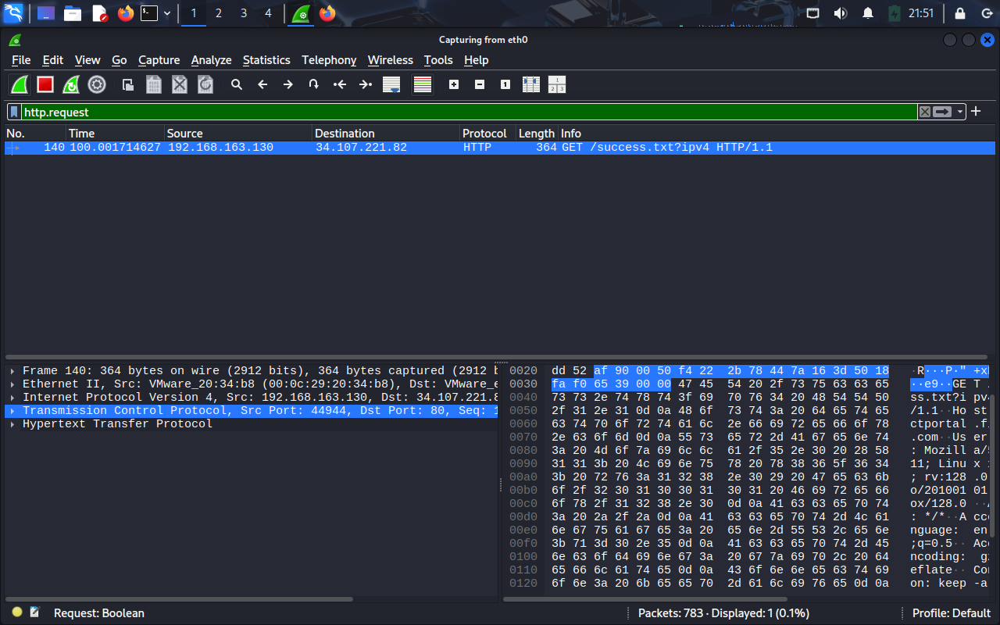 1 2 3 4 21:51
Capturing from eth0
File Edit View Go Capture Analyze Statistics Telephony Wireless Tools Help
http.request
No. Time Source Destination Protocol Length Info
140 100.001714627 192.168.163.130 34.107.221.82 HTTP 364 GET /success.txt?ipv4 HTTP/1.1
Frame 140: 364 bytes on wire (2912 bits), 364 bytes captured (2912 b
Ethernet II, Src: VMware_20:34:b8 (00:0c:29:20:34:b8), Dst: VMware_e
Internet Protocol Version 4, Src: 192.168.163.130, Dst: 34.107.221.8
Transmission Control Protocol, Src Port: 44944, Dst Port: 80, Seq: 1
Hypertext Transfer Protocol
0020 dd 52 af 90 00 50 f4 22 2b 78 44 7a 16 3d 50 18 ·R···P·" +x
0030 fa f0 65 39 00 00 47 45 54 20 2f 73 75 63 63 65 ··e9··GE T
0040 73 73 2e 74 78 74 3f 69 70 76 34 20 48 54 54 50 ss.txt?i pv4
0050 2f 31 2e 31 0d 0a 48 6f 73 74 3a 20 64 65 74 65 /1.1··Ho st:
0060 63 74 70 6f 72 74 61 6c 2e 66 69 72 65 66 6f 78 ctportal .fi
0070 2e 63 6f 6d 0d 0a 55 73 65 72 2d 41 67 65 6e 74 .com··Us er
0080 3a 20 4d 6f 7a 69 6c 6c 61 2f 35 2e 30 20 28 58 : Mozill a/5
0090 31 31 3b 20 4c 69 6e 75 78 20 78 38 36 5f 36 34 11; Linu x x
00a0 3b 20 72 76 3a 31 32 38 2e 30 29 20 47 65 63 6b ; rv:128 .0
00b0 6f 2f 32 30 31 30 30 31 30 31 20 46 69 72 65 66 o/201001 01
00c0 6f 78 2f 31 32 38 2e 30 0d 0a 41 63 63 65 70 74 ox/128.0 ··A
00d0 3a 20 2a 2f 2a 0d 0a 41 63 63 65 70 74 2d 4c 61 : */*··A cce
00e0 6e 67 75 61 67 65 3a 20 65 6e 2d 55 53 2c 65 6e nguage: en
00f0 3b 71 3d 30 2e 35 0d 0a 41 63 63 65 70 74 2d 45 ;q=0.5·· Acc
0100 6e 63 6f 64 69 6e 67 3a 20 67 7a 69 70 2c 20 64 ncoding: gz
0110 65 66 6c 61 74 65 0d 0a 43 6f 6e 6e 65 63 74 69 eflate·· Co
0120 6f 6e 3a 20 6b 65 65 70 2d 61 6c 69 76 65 0d 0a on: keep -a
Request: Boolean Packets: 783 · Displayed: 1 (0.1%) Profile: Default